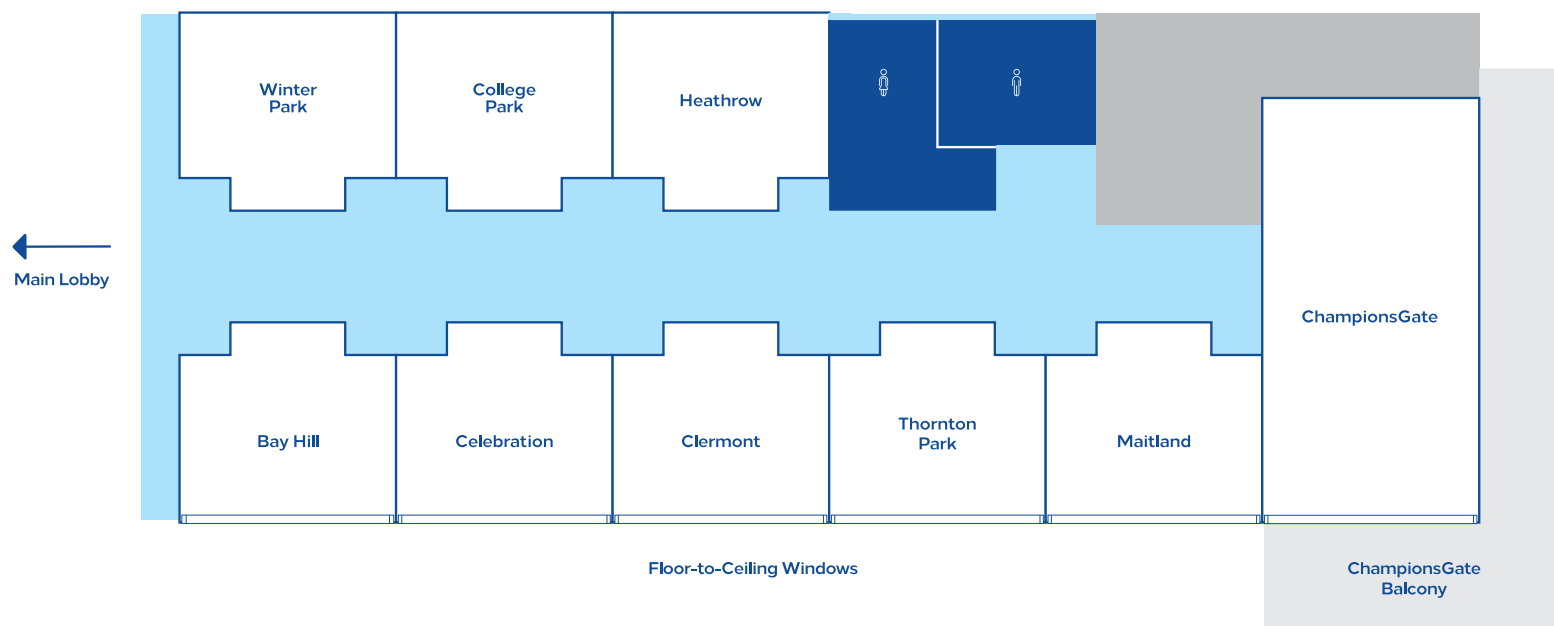 Winter
Park
College
Park
Heathrow
Main Lobby
ChampionsGate
Bay Hill
Celebration
Clermont
Thornton
Park
Maitland
Floor-to-Ceiling Windows
ChampionsGate
Balcony